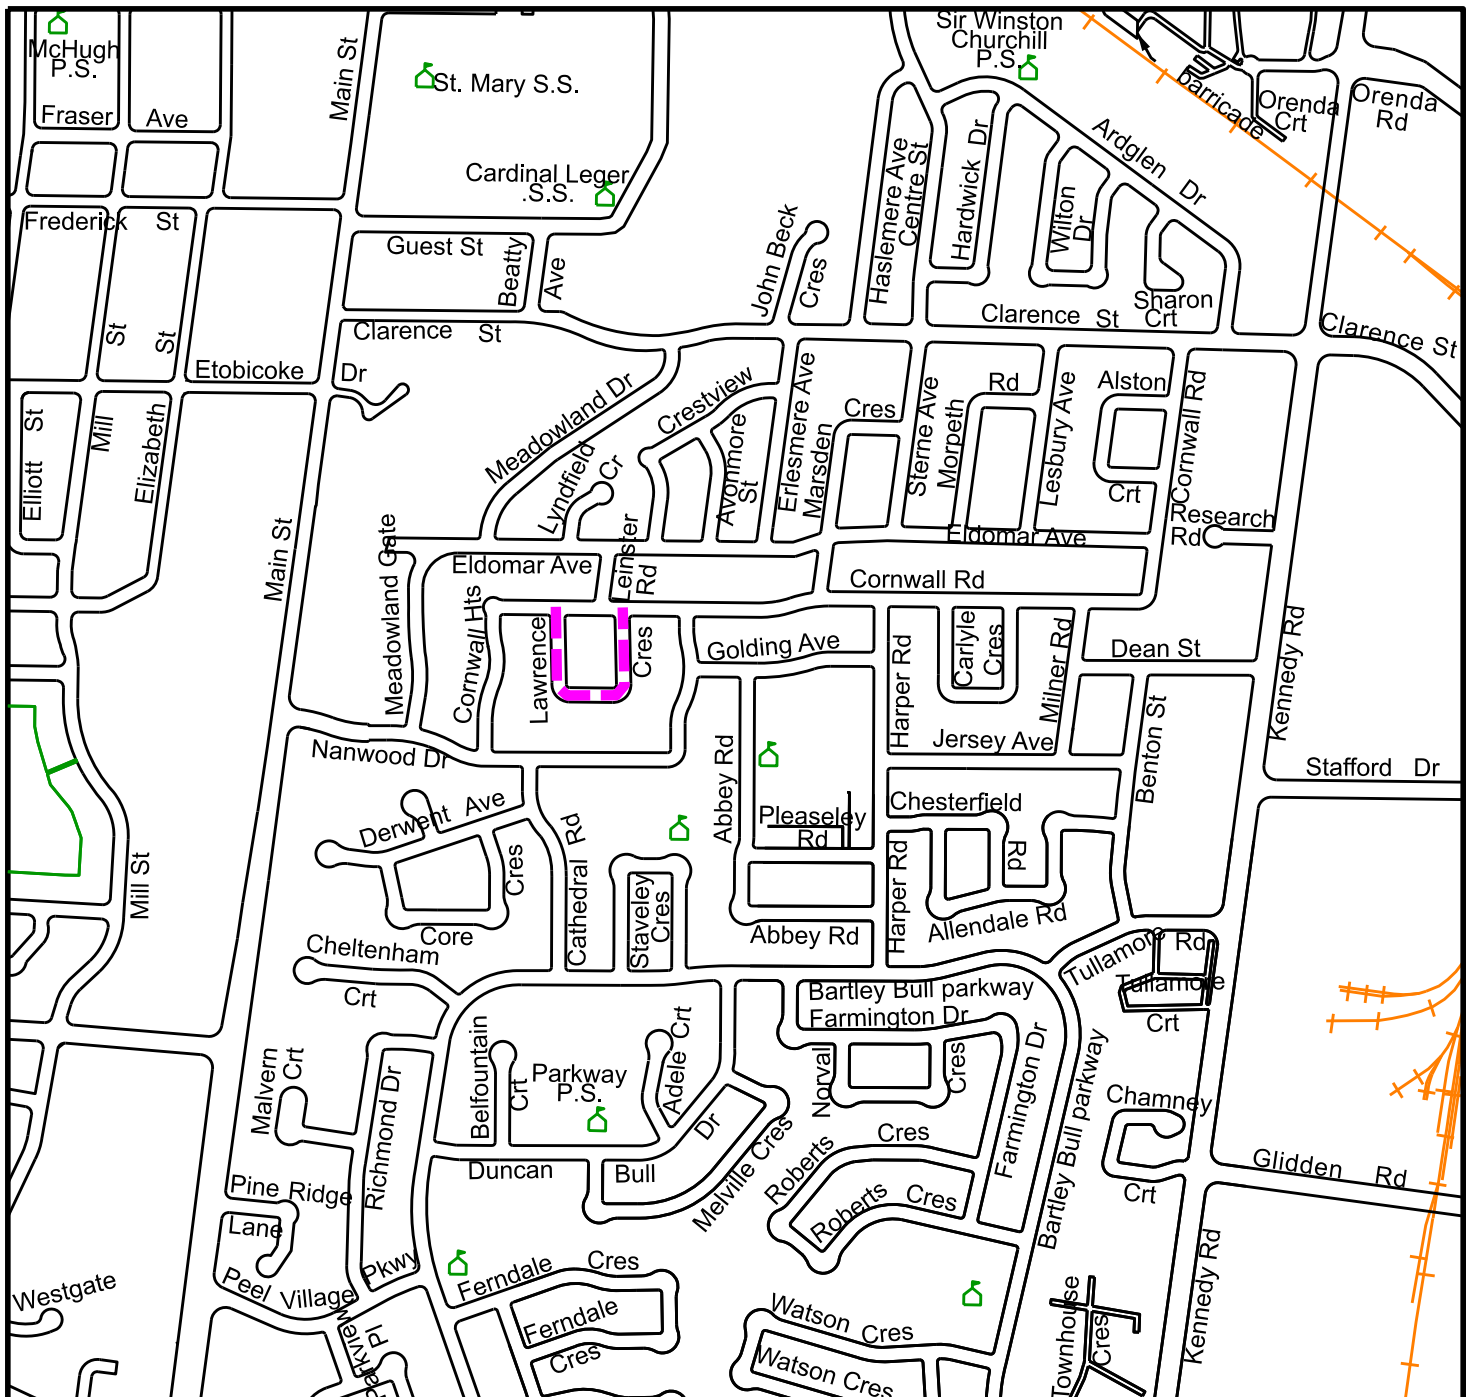 McHugh
P.S.
Main St
St. Mary S.S.
Sir Winston
Churchill
P.S.
barricade
Orenda
Crt
Orenda
Rd
Fraser Ave
Cardinal Leger
.S.S.
Haslemere Ave
Centre St
Hardwick Dr
Ardglen Dr
Wilton
Dr
Frederick St
Guest St
Beatty
Ave
John Beck
Cres
Sharon
Crt
Clarence St
Clarence St
Clarence St
St
St
Etobicoke Dr
Meadowland Dr
Crestview
Erlesmere Ave
Marsden
Cres
Sterne Ave
Morpeth
Rd
Lesbury Ave
Alston
Crt
Cornwall Rd
Elliott St
Mill
Elizabeth
Lyndfield
Cr
Avonmore
St
Research
Rd
Main St
Meadowland Gate
Eldomar Ave
Leinster
Rd
Eldomar Ave
Cornwall Rd
Cornwall Hts
Lawrence
Cres
Golding Ave
Harper Rd
Carlyle
Cres
Milner Rd
Dean St
Kennedy Rd
Nanwood Dr
Abbey Rd
Jersey Ave
Benton St
Stafford Dr
Derwent Ave
Cres
Core
Cathedral Rd
Pleaseley
Rd
Chesterfield
Rd
Mill St
Staveley
Cres
Abbey Rd
Harper Rd
Allendale Rd
Cheltenham
Crt
Tullamore Rd
Tullamore
Crt
Bartley Bull parkway
Farmington Dr
Malvern
Crt
Richmond Dr
Belfountain
Crt
Parkway
P.S.
Adele Crt
Norval
Cres
Farmington Dr
Bartley Bull parkway
Chamney
Crt
Duncan Bull Dr
Melville Cres
Roberts
Cres
Roberts Cres
Glidden Rd
Pine Ridge
Lane
Peel Village Pkwy
Parkview
Pl
Westgate
Ferndale Cres
Ferndale
Cres
Watson Cres
Watson Cres
Townhouse
Cres
Kennedy Rd